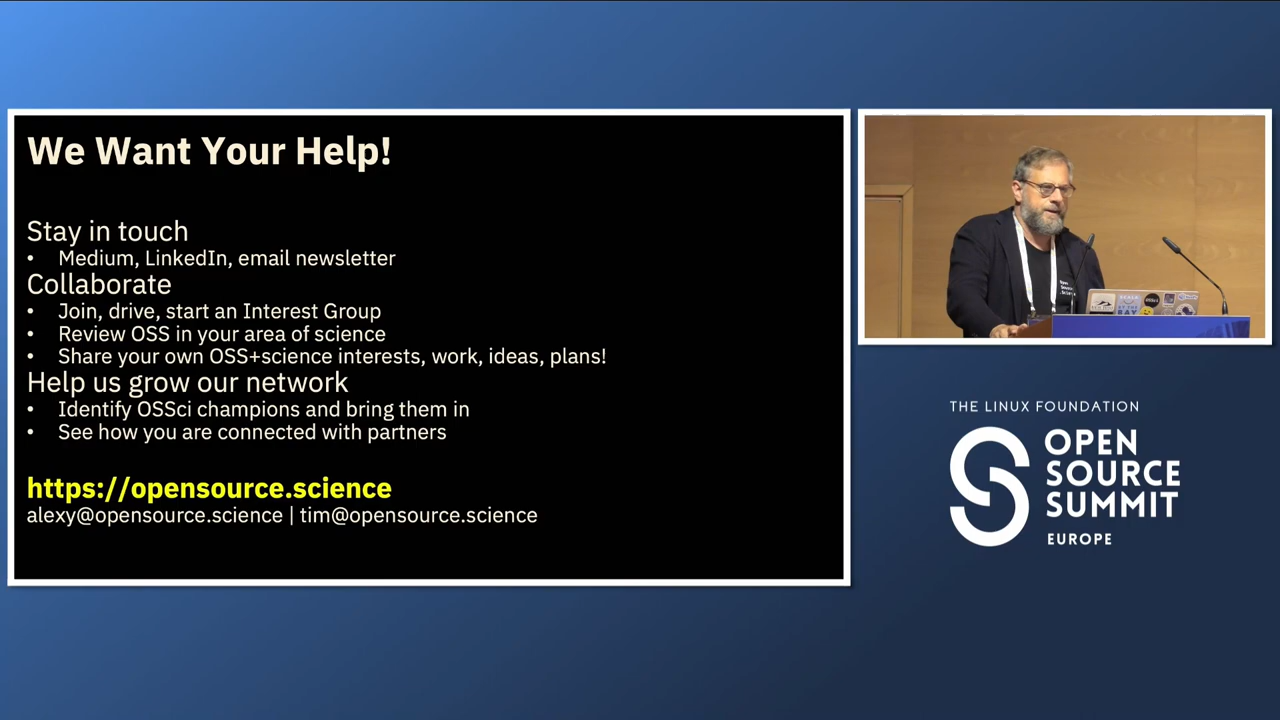 We Want Your Help!
Stay in touch
• Medium, LinkedIn, email newsletter
Collaborate
• Join, drive, start an Interest Group
• Review OSS in your area of science
• Share your own OSS+science interests, work, ideas, plans!
Help us grow our network
• Identify OSSci champions and bring them in
• See how you are connected with partners
https://opensource.science
alexy@opensource.science | tim@opensource.science
THE LINUX FOUNDATION
OPEN
SOURCE
SUMMIT
EUROPE